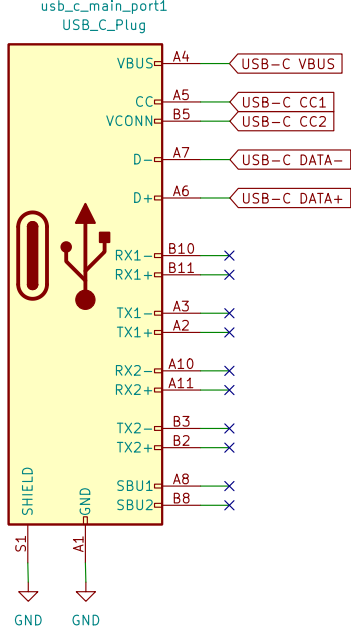 usb_c_main_port1
USB_C_Plug
VBUS A4 USB-C VBUS
CC A5 USB-C CC1
VCONN B5 USB-C CC2
D- A7 USB-C DATA-
D+ A6 USB-C DATA+
RX1- B10
RX1+ B11
TX1- A3
TX1+ A2
RX2- A10
RX2+ A11
TX2- B3
TX2+ B2
SBU1 A8
SBU2 B8
SHIELD GND
S1 A1
GND GND